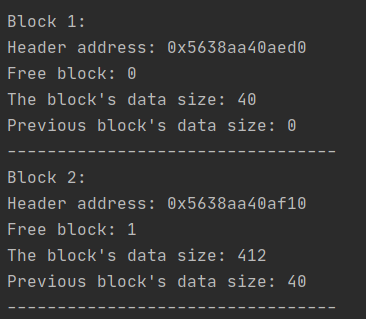 Block 1:
Header address: 0x5638aa40aed0
Free block: 0
The block's data size: 40
Previous block's data size: 0
---------------------------------
Block 2:
Header address: 0x5638aa40af10
Free block: 1
The block's data size: 412
Previous block's data size: 40
---------------------------------